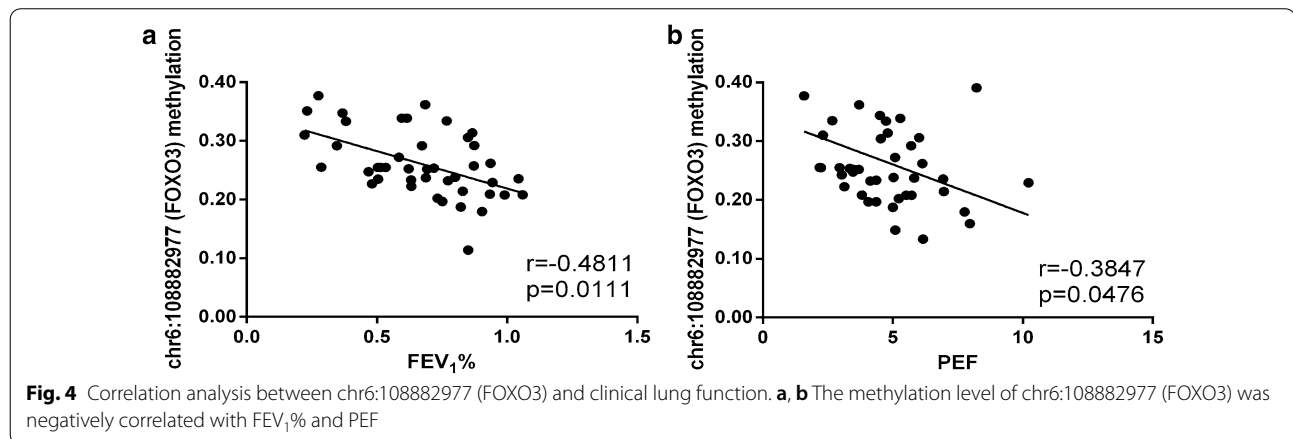 a
chr6:108882977 (FOXO3) methylation
0.40
0.30
0.20
0.10
0.00
r=-0.4811
p=0.0111
0.0
0.5
1.0
1.5
FEV₁%
b
chr6:108882977 (FOXO3) methylation
0.40
0.30
0.20
0.10
0.00
r=-0.3847
p=0.0476
0
5
10
15
PEF
Fig. 4 Correlation analysis between chr6:108882977 (FOXO3) and clinical lung function. a, b The methylation level of chr6:108882977 (FOXO3) was
negatively correlated with FEV₁% and PEF